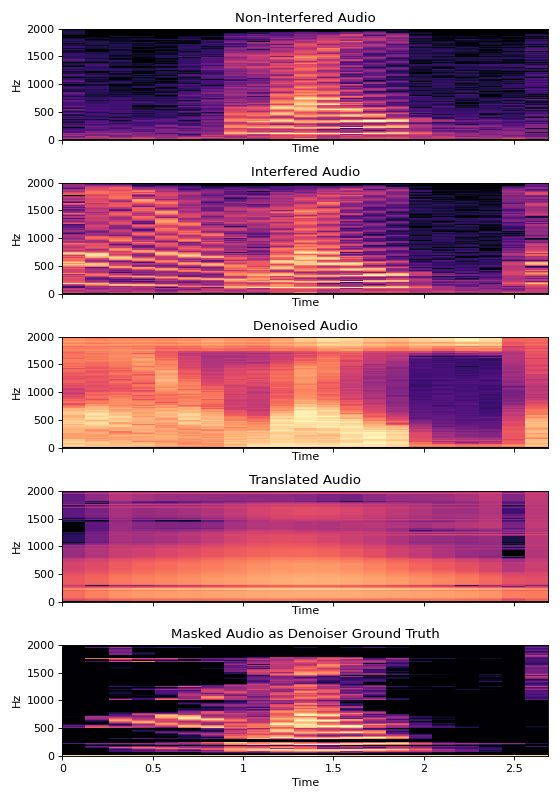 Non-Interfered Audio
2000
1500
1000
500
0
Hz
Time
Interfered Audio
2000
1500
1000
500
0
Hz
Time
Denoised Audio
2000
1500
1000
500
0
Hz
Time
Translated Audio
2000
1500
1000
500
0
Hz
Time
Masked Audio as Denoiser Ground Truth
2000
1500
1000
500
0
Hz
0 0.5 1 1.5 2 2.5
Time